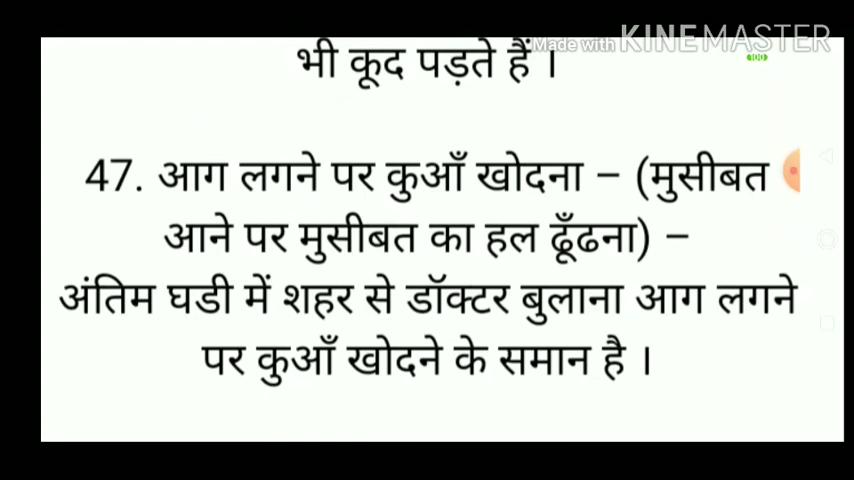 Made with KINEMASTER
भी कूद पड़ते हैं ।
100
47. आग लगने पर कुआँ खोदना – (मुसीबत
आने पर मुसीबत का हल ढूँढना) –
अंतिम घडी में शहर से डॉक्टर बुलाना आग लगने
पर कुआँ खोदने के समान है ।